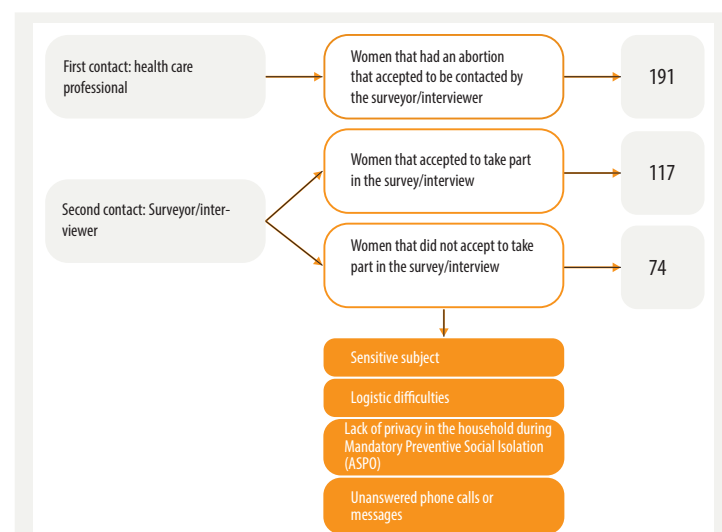 First contact: health care
professional
Women that had an abortion
that accepted to be contacted by
the surveyor/interviewer
191
Second contact: Surveyor/inter-
viewer
Women that accepted to take part
in the survey/interview
117
Women that did not accept to take
part in the survey/interview
74
Sensitive subject
Logistic difficulties
Lack of privacy in the household during
Mandatory Preventive Social Isolation
(ASPO)
Unanswered phone calls or
messages